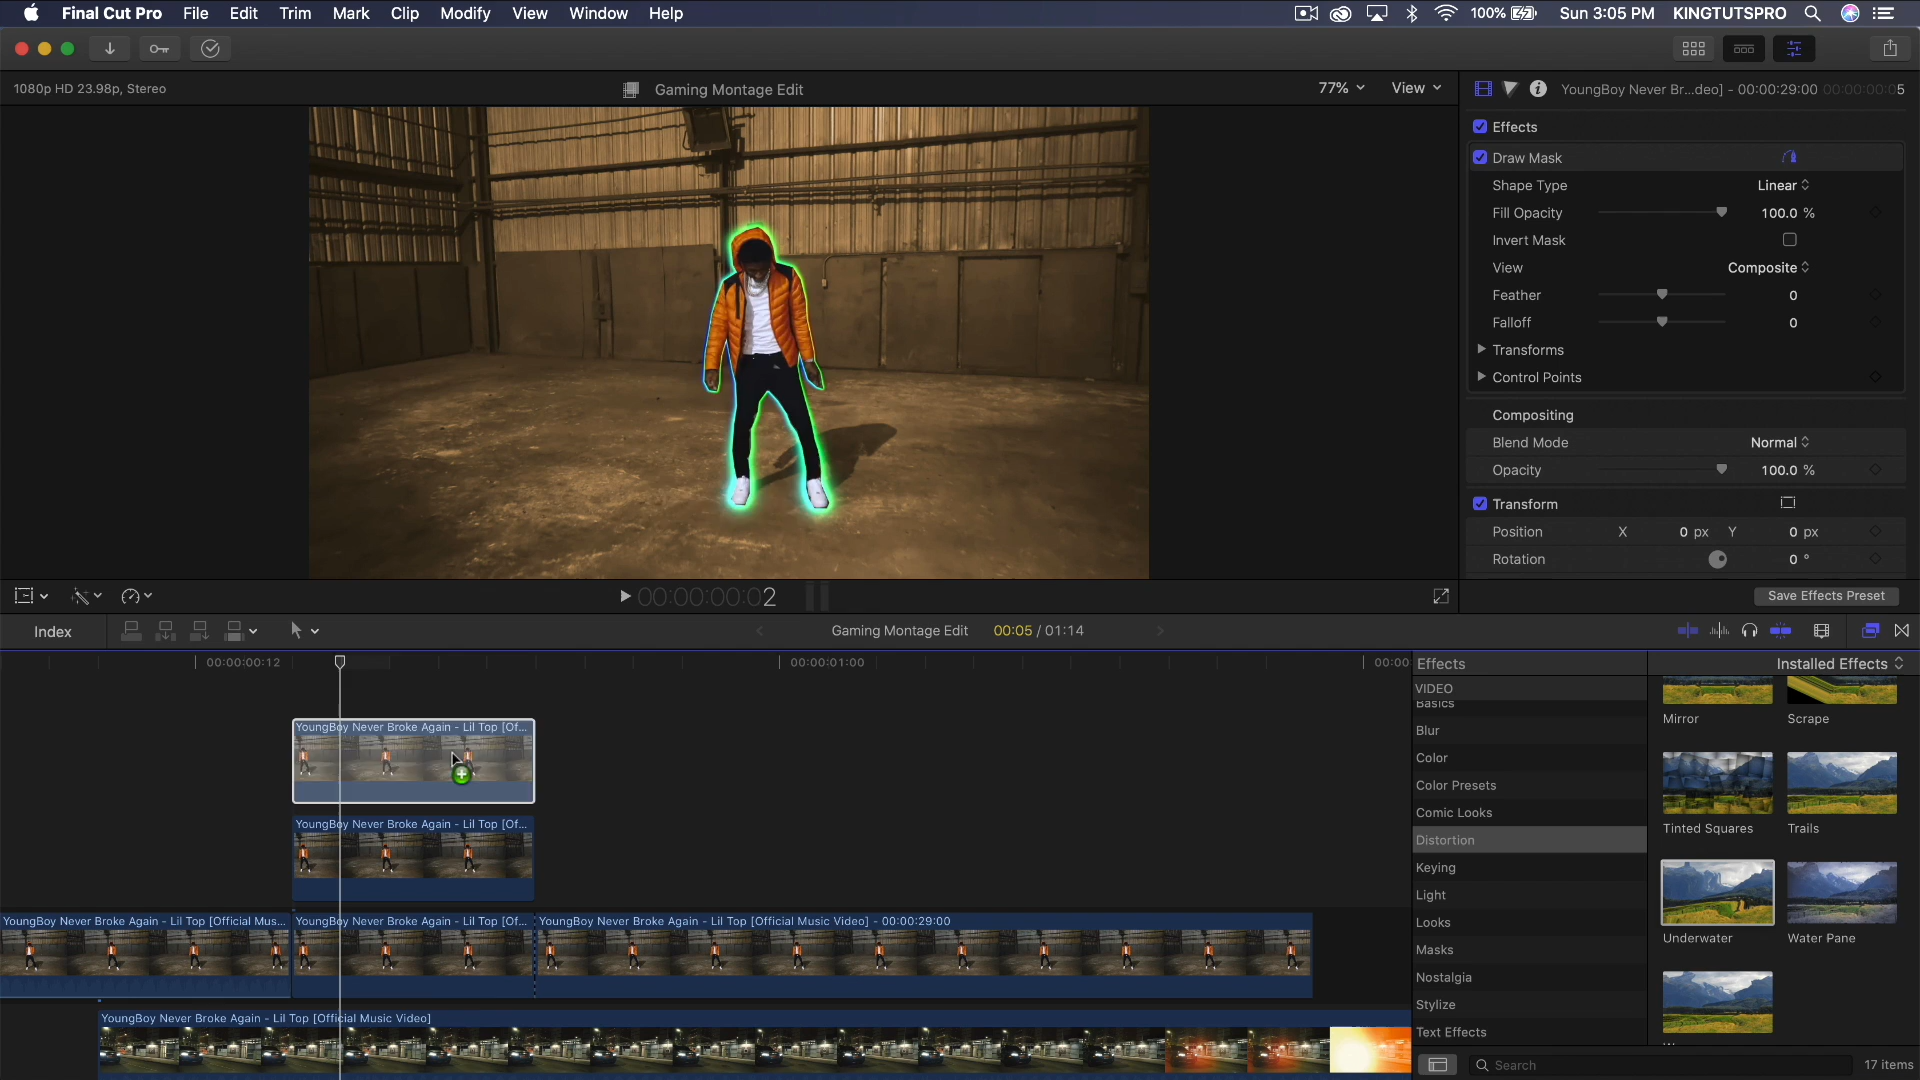 Final Cut Pro File Edit Trim Mark Clip Modify View Window Help
100% Sun 3:05 PM KINGTUTSPRO
1080p HD 23.98p, Stereo
Gaming Montage Edit
77% View
YoungBoy Never Br...deo] - 00:00:29:00 00:00:00:05
Effects
Draw Mask
Shape Type Linear
Fill Opacity 100.0 %
Invert Mask
View Composite
Feather 0
Falloff 0
Transforms
Control Points
Compositing
Blend Mode Normal
Opacity 100.0 %
Transform
Position X 0 px Y 0 px
Rotation 0 °
00:00:00:02
Save Effects Preset
Index
Gaming Montage Edit 00:05 / 01:14
00:00:00:12
00:00:01:00
00:00
YoungBoy Never Broke Again - Lil Top [Of...
YoungBoy Never Broke Again - Lil Top [Of...
YoungBoy Never Broke Again - Lil Top [Official Mus...
YoungBoy Never Broke Again - Lil Top [Of...
YoungBoy Never Broke Again - Lil Top [Official Music Video] - 00:00:29:00
YoungBoy Never Broke Again - Lil Top [Official Music Video]
Effects
Installed Effects
VIDEO
Basics
Blur
Color
Color Presets
Comic Looks
Distortion
Keying
Light
Looks
Masks
Nostalgia
Stylize
Text Effects
Mirror
Scrape
Tinted Squares
Trails
Underwater
Water Pane
Search
17 items